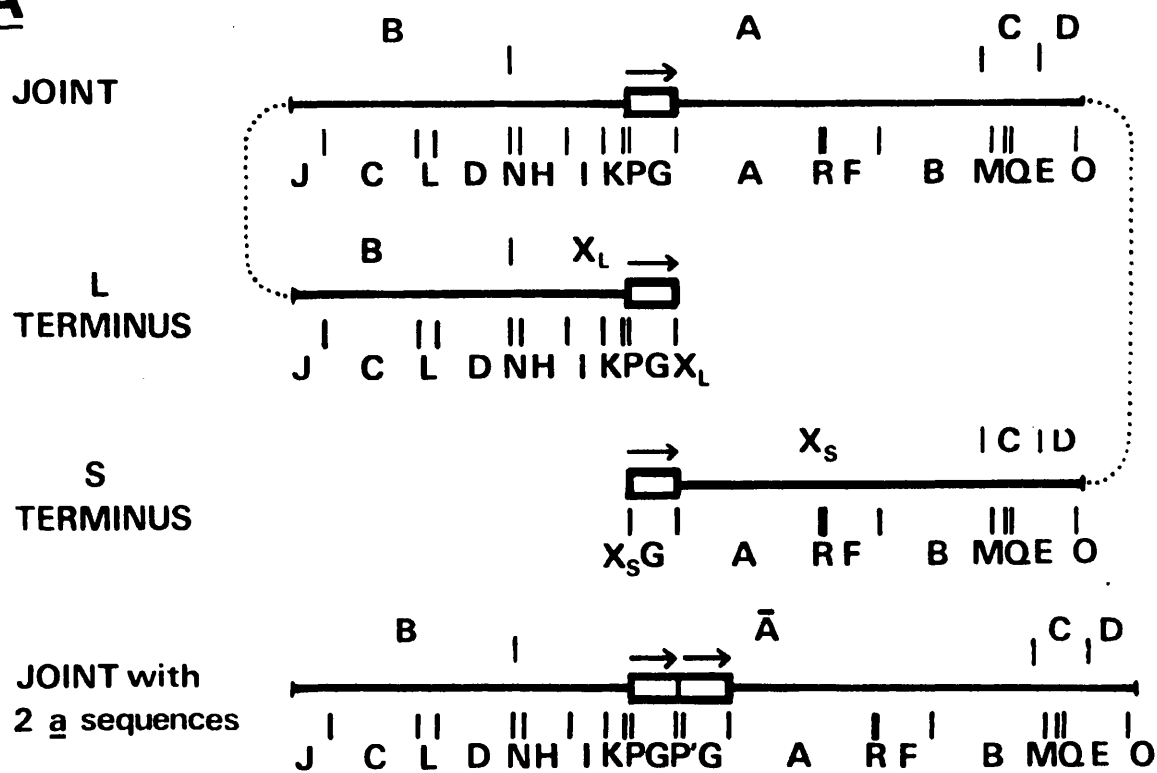 A
B A C D
JOINT
J C L D N H I K P G A R F B M Q E O
B X_L
L
TERMINUS
J C L D N H I K P G X_L
X_S C D
S
TERMINUS
X_S G A R F B M Q E O
B Ā C D
JOINT with
2 a sequences
J C L D N H I K P G P' G A R F B M Q E O